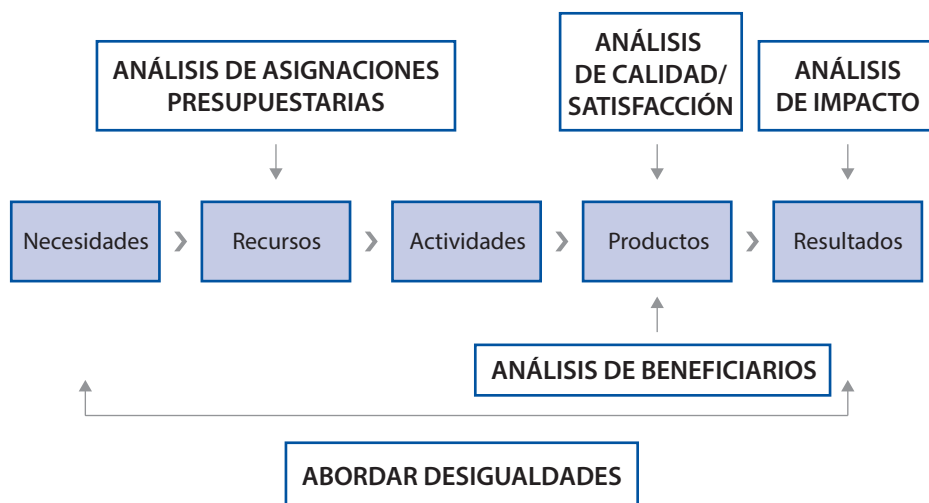 ANÁLISIS DE ASIGNACIONES
PRESUPUESTARIAS
ANÁLISIS
DE CALIDAD/
SATISFACCIÓN
ANÁLISIS
DE IMPACTO
Necesidades
Recursos
Actividades
Productos
Resultados
ANÁLISIS DE BENEFICIARIOS
ABORDAR DESIGUALDADES